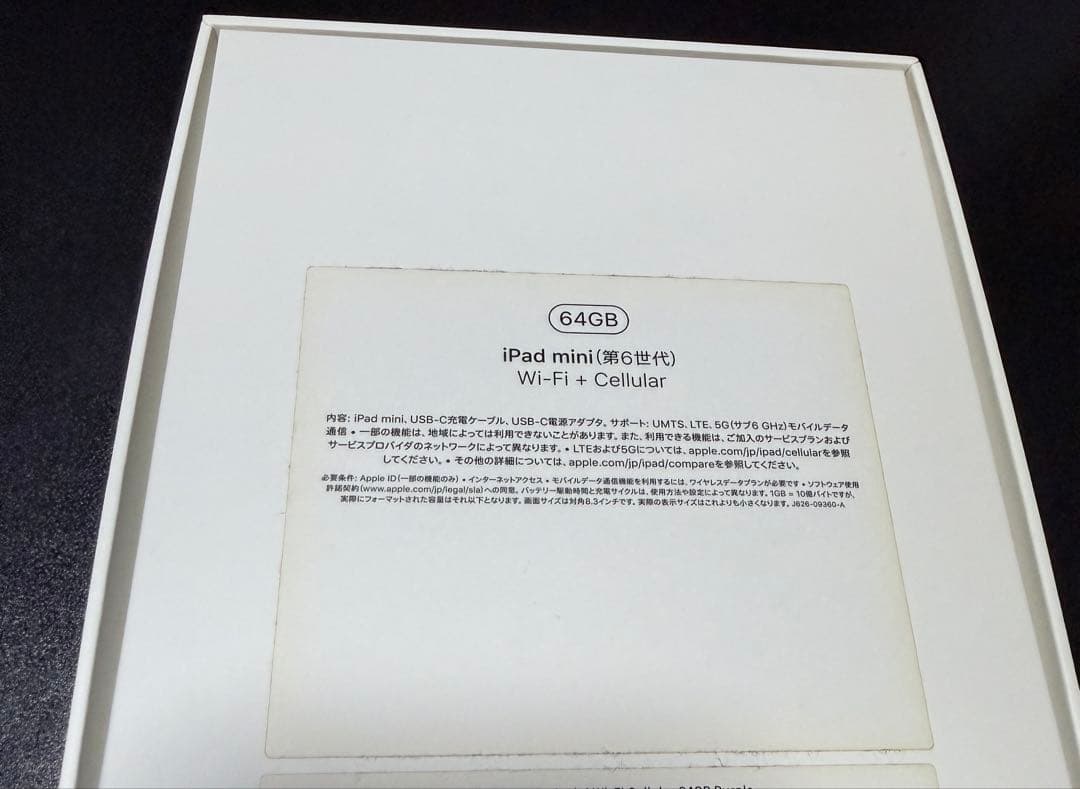 64GB
iPad mini（第6世代）
Wi-Fi + Cellular
内容: iPad mini、USB-C充電ケーブル、USB-C電源アダプタ。サポート: UMTS、LTE、5G（サブ6 GHz）モバイルデータ
通信 • 一部の機能は、地域によっては利用できないことがあります。また、利用できる機能は、ご加入のサービスプランおよび
サービスプロバイダのネットワークによって異なります。• LTEおよび5Gについては、apple.com/jp/ipad/cellularを参照
してください。• その他の詳細については、apple.com/jp/ipad/compareを参照してください。
必要条件: Apple ID（一部の機能のみ）• インターネットアクセス • モバイルデータ通信機能を利用するには、ワイヤレスデータプランが必要です • ソフトウェア使用
許諾契約（www.apple.com/jp/legal/sla）への同意。バッテリー駆動時間と充電サイクルは、使用方法や設定によって異なります。1GB = 10億バイトですが、
実際にフォーマットされた容量はそれ以下となります。画面サイズは対角8.3インチです。実際の表示サイズはこれよりも小さくなります。J626-09360-A